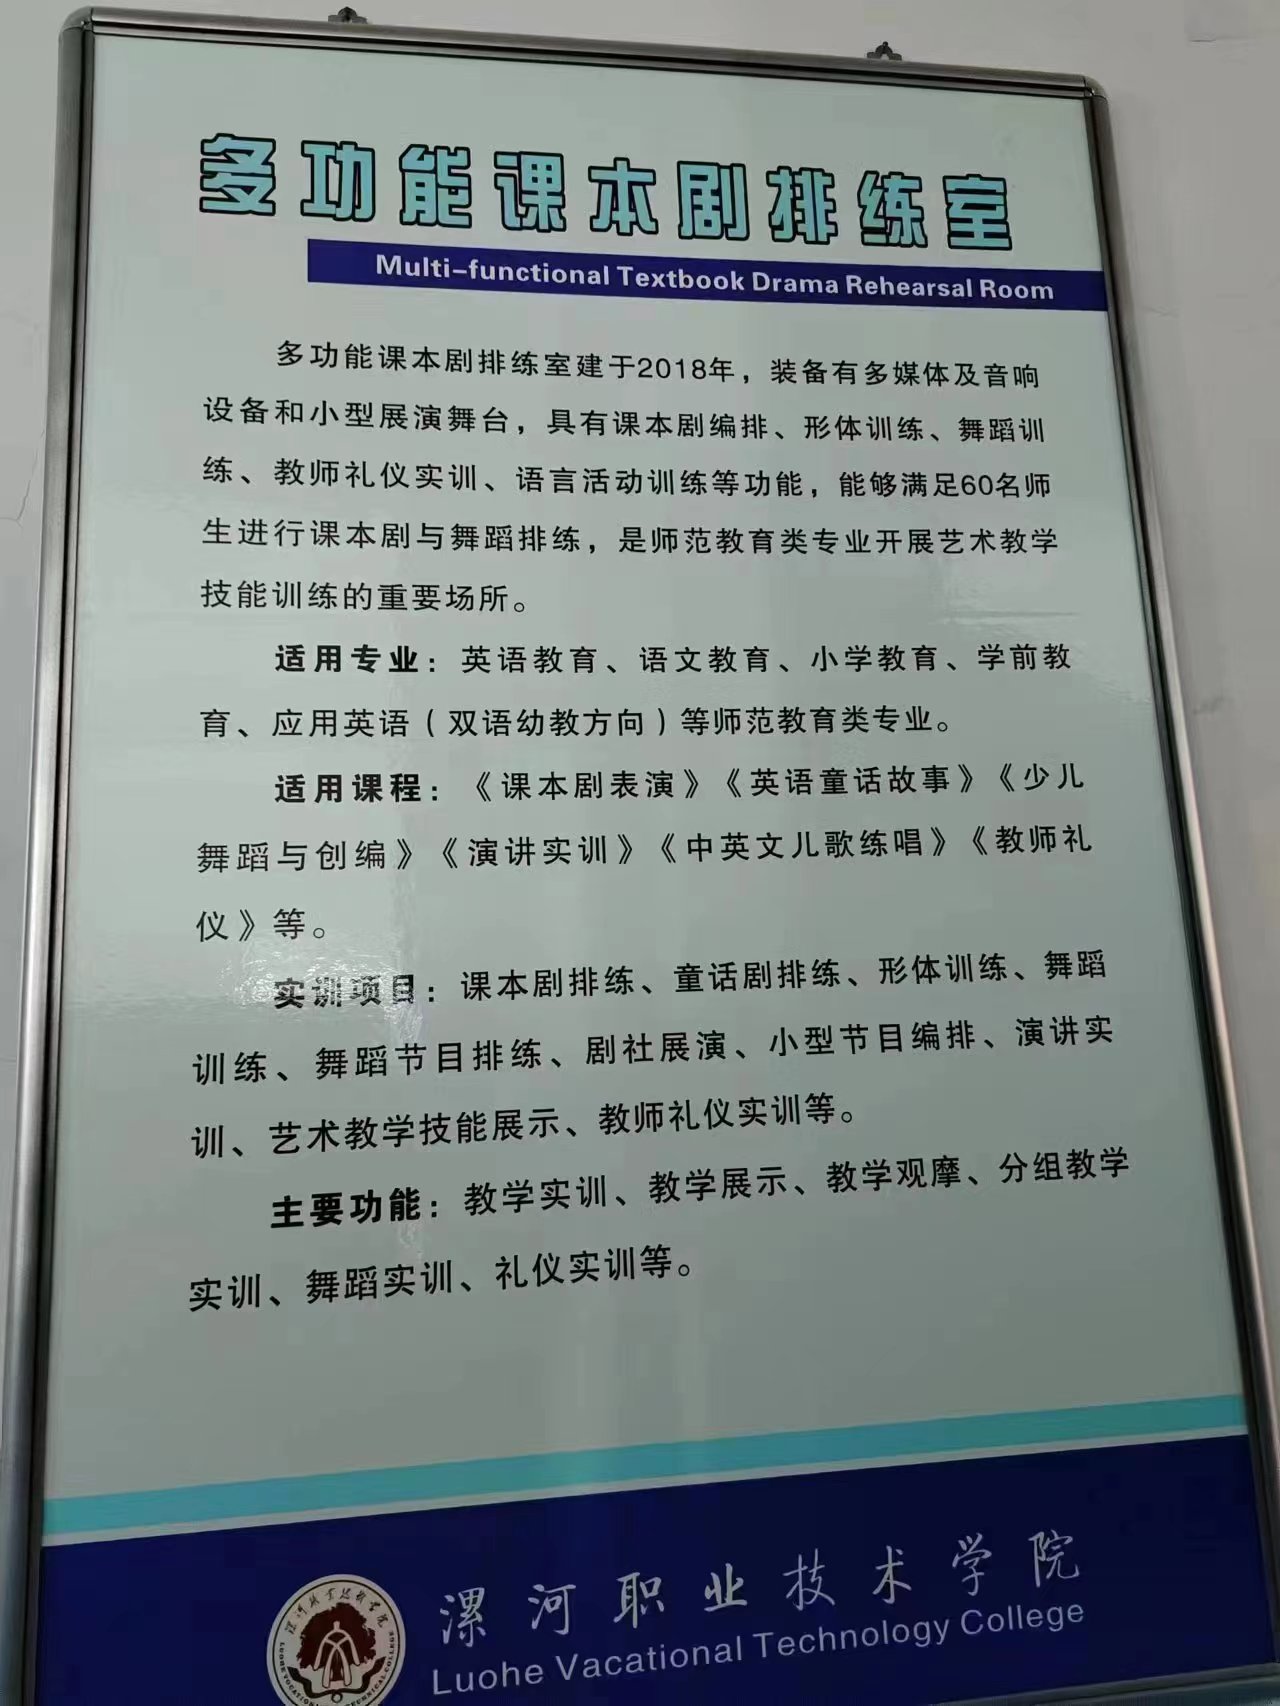 多功能课本剧排练室
Multi-functional Textbook Drama Rehearsal Room
多功能课本剧排练室建于2018年，装备有多媒体及音响
设备和小型展演舞台，具有课本剧编排、形体训练、舞蹈训
练、教师礼仪实训、语言活动训练等功能，能够满足60名师
生进行课本剧与舞蹈排练，是师范教育类专业开展艺术教学
技能训练的重要场所。
适用专业：英语教育、语文教育、小学教育、学前教
育、应用英语（双语幼教方向）等师范教育类专业。
适用课程：《课本剧表演》《英语童话故事》《少儿
舞蹈与创编》《演讲实训》《中英文儿歌练唱》《教师礼
仪》等。
实训项目：课本剧排练、童话剧排练、形体训练、舞蹈
训练、舞蹈节目排练、剧社展演、小型节目编排、演讲实
训、艺术教学技能展示、教师礼仪实训等。
主要功能：教学实训、教学展示、教学观摩、分组教学
实训、舞蹈实训、礼仪实训等。
漯河职业技术学院
Luohe Vacational Technology College
漯河职业技术学院